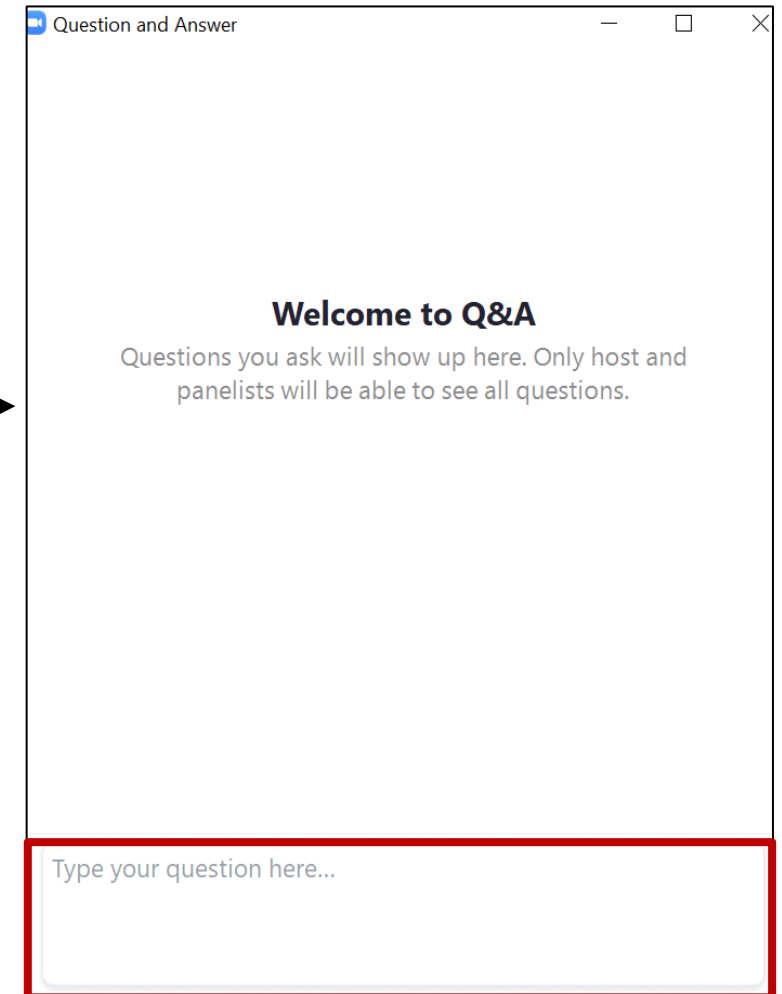 Question and Answer
Welcome to Q&A
Questions you ask will show up here. Only host and
panelists will be able to see all questions.
Type your question here...